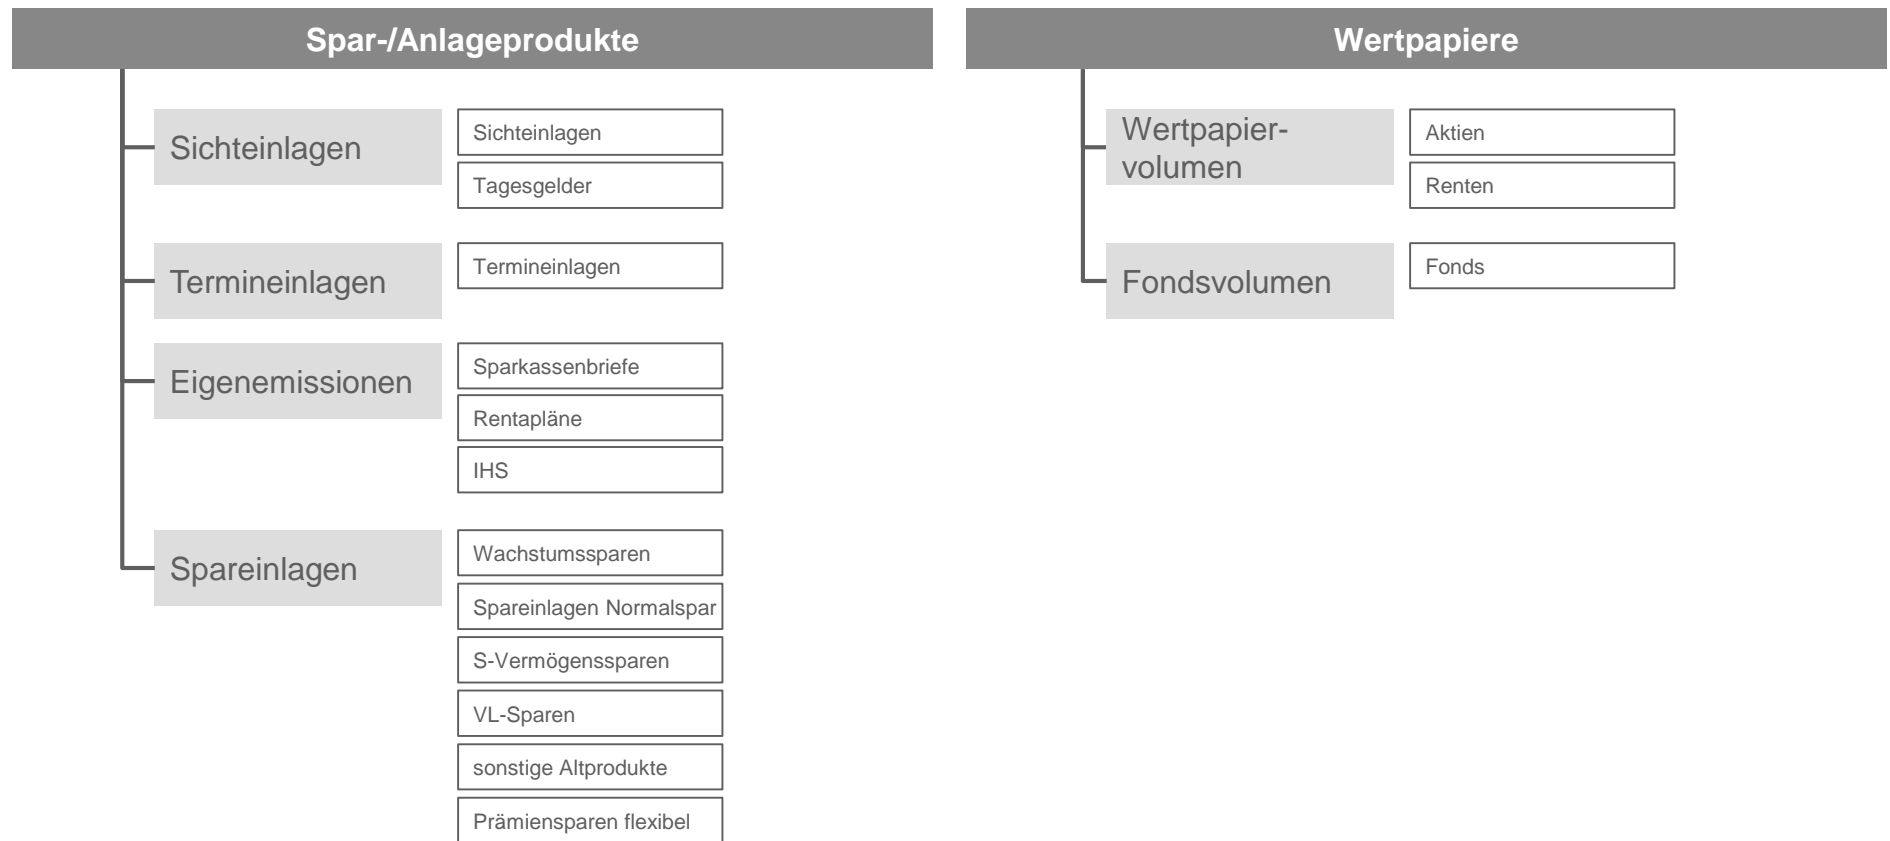 Spar-/Anlageprodukte
Sichteinlagen
Sichteinlagen
Tagesgelder
Termineinlagen
Termineinlagen
Eigenemissionen
Sparkassenbriefe
Rentapläne
IHS
Spareinlagen
Wachstumssparen
Spareinlagen Normalspar
S-Vermögenssparen
VL-Sparen
sonstige Altprodukte
Prämiensparen flexibel
Wertpapiere
Wertpapier-
volumen
Aktien
Renten
Fondsvolumen
Fonds